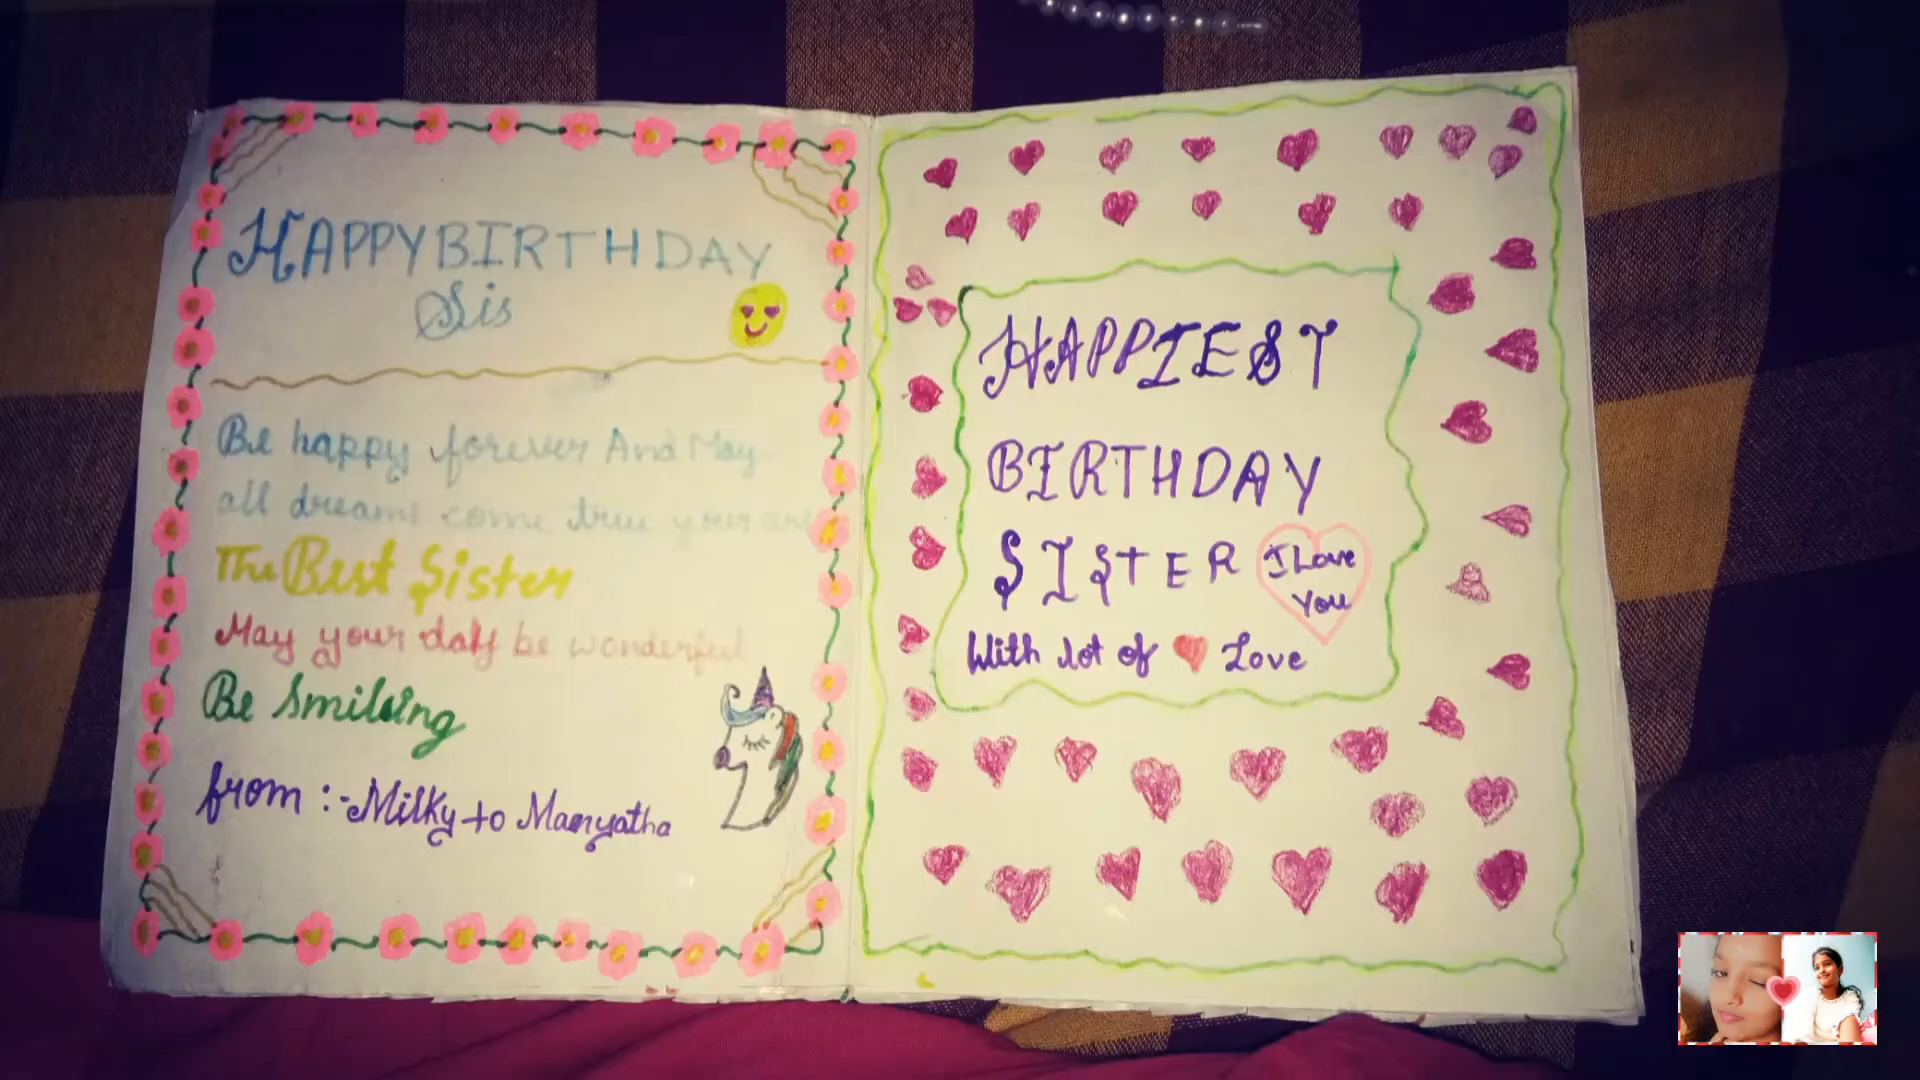 HAPPY BIRTHDAY
Sis
Be happy forever And May
all dreams come true your are
The Best Sister
May your day be wonderful
Be Smiling
from :- Milky to Manyatha
HAPPIEST
BIRTHDAY
SISTER
I Love
You
With lot of Love